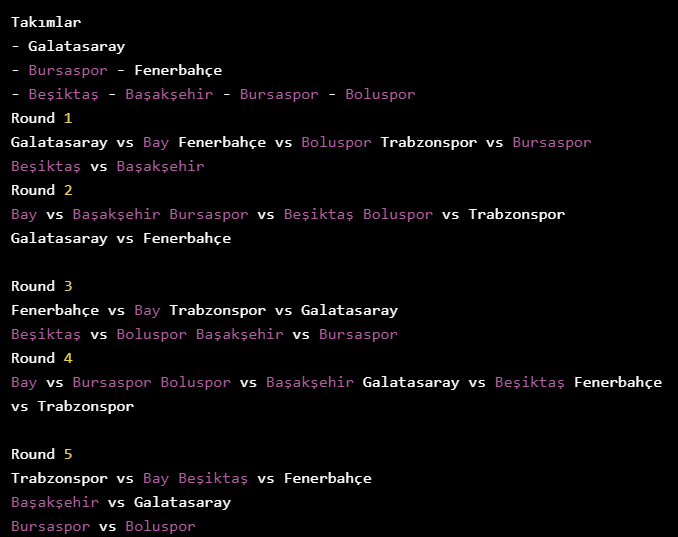 Takımlar
- Galatasaray
- Bursaspor - Fenerbahçe
- Beşiktaş - Başakşehir - Bursaspor - Boluspor
Round 1
Galatasaray vs Bay Fenerbahçe vs Boluspor Trabzonspor vs Bursaspor
Beşiktaş vs Başakşehir
Round 2
Bay vs Başakşehir Bursaspor vs Beşiktaş Boluspor vs Trabzonspor
Galatasaray vs Fenerbahçe
Round 3
Fenerbahçe vs Bay Trabzonspor vs Galatasaray
Beşiktaş vs Boluspor Başakşehir vs Bursaspor
Round 4
Bay vs Bursaspor Boluspor vs Başakşehir Galatasaray vs Beşiktaş Fenerbahçe
vs Trabzonspor
Round 5
Trabzonspor vs Bay Beşiktaş vs Fenerbahçe
Başakşehir vs Galatasaray
Bursaspor vs Boluspor